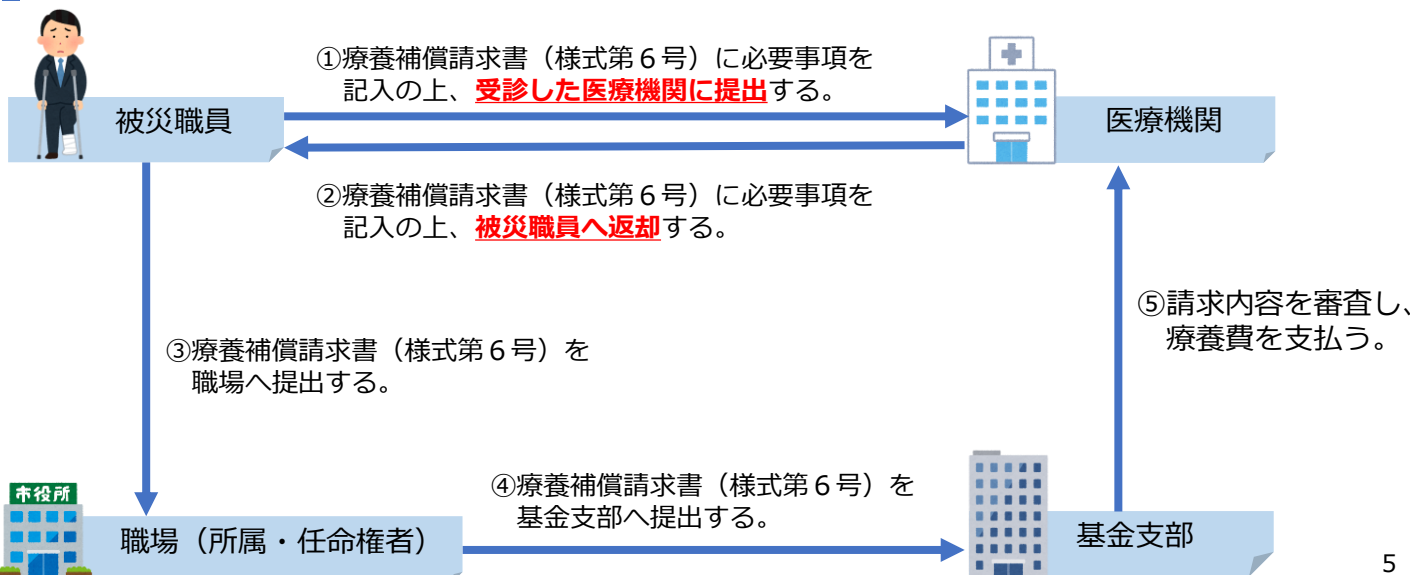 ①療養補償請求書（様式第６号）に必要事項を
記入の上、受診した医療機関に提出する。
被災職員
医療機関
②療養補償請求書（様式第６号）に必要事項を
記入の上、被災職員へ返却する。
⑤請求内容を審査し、
療養費を支払う。
③療養補償請求書（様式第６号）を
職場へ提出する。
④療養補償請求書（様式第６号）を
基金支部へ提出する。
市役所
職場（所属・任命権者）
基金支部
5